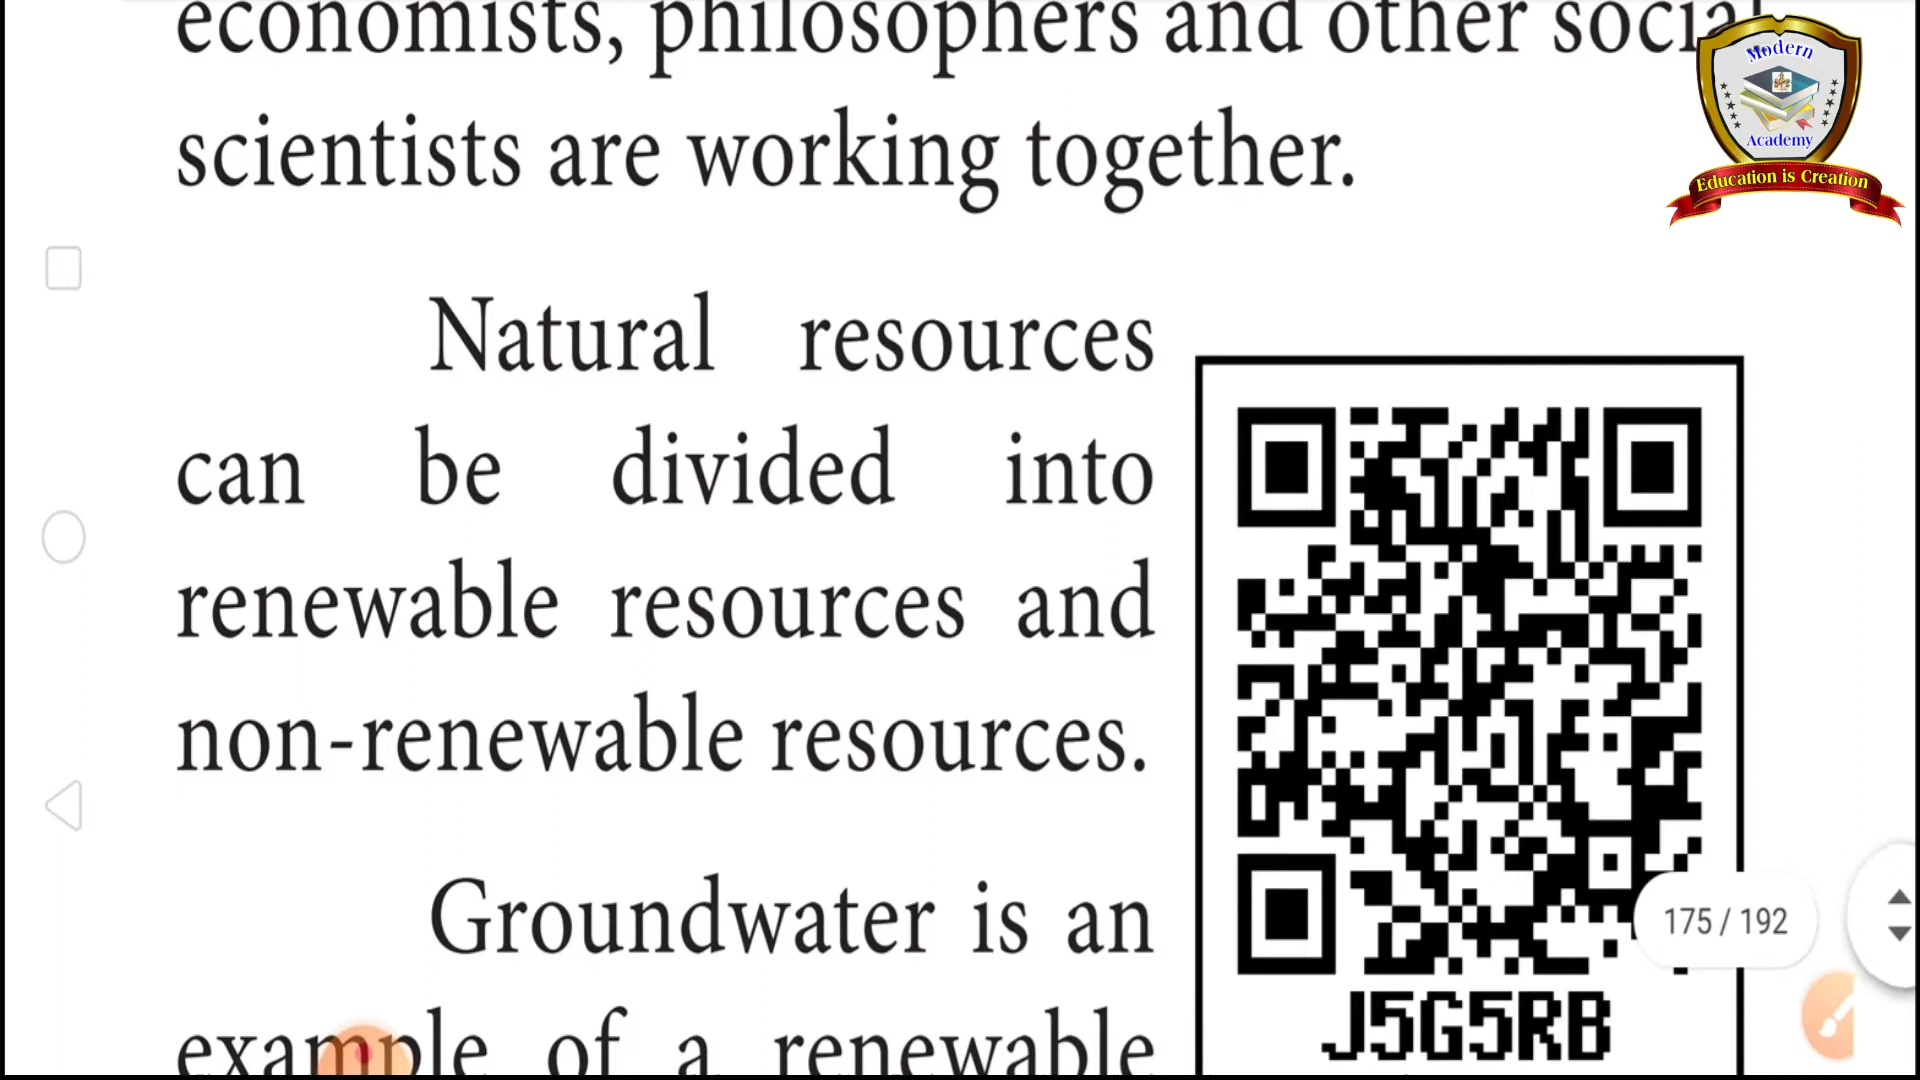 economists, philosophers and other social
scientists are working together.
Modern
Academy
Education is Creation
Natural resources
can be divided into
renewable resources and
non-renewable resources.
Groundwater is an
example of a renewable
J5G5RB
175 / 192